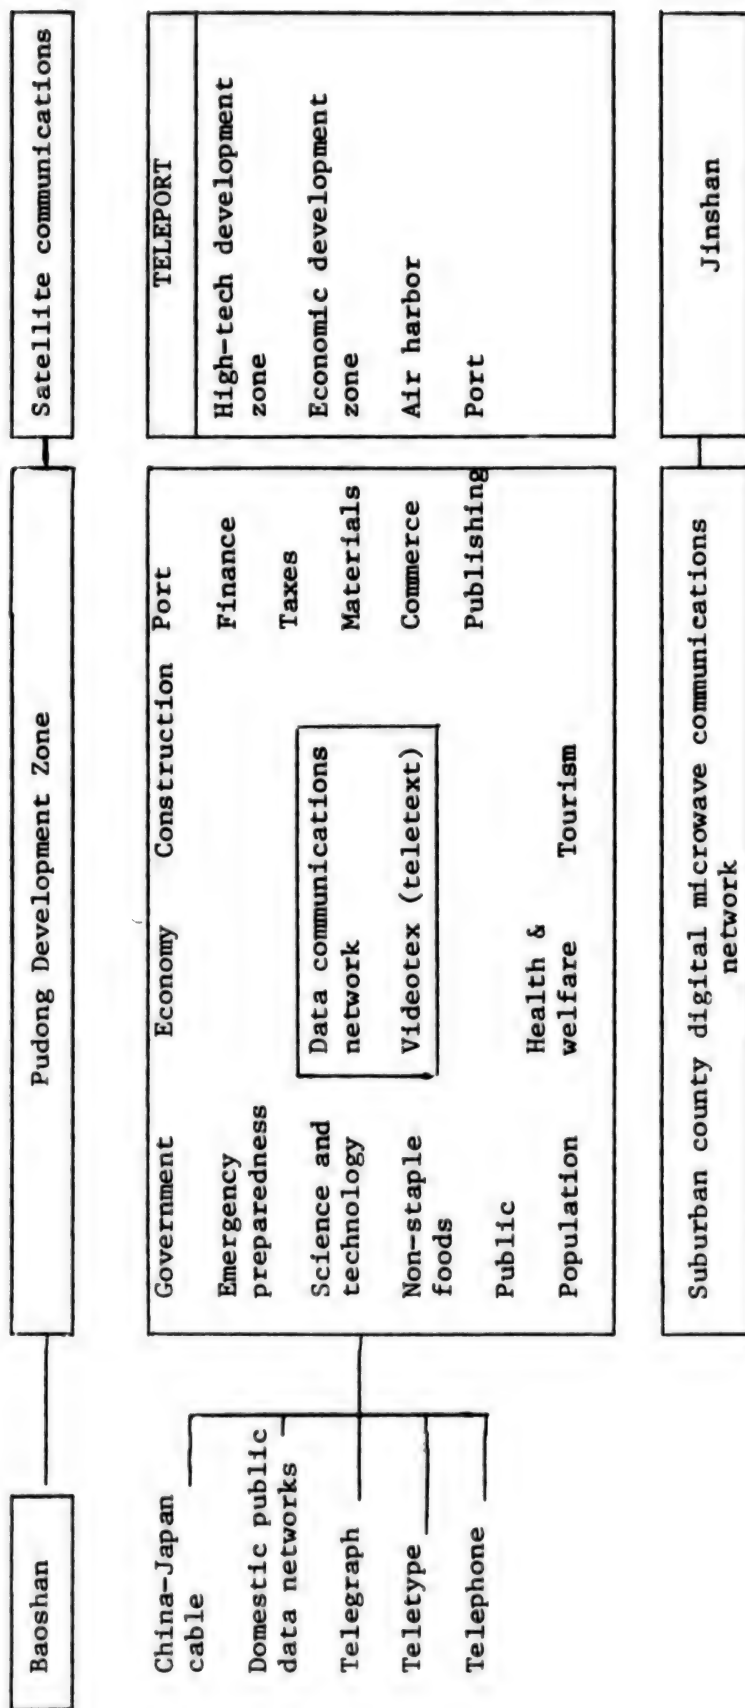 Baoshan
Pudong Development Zone
Satellite communications
China-Japan
cable
Domestic public
data networks
Telegraph
Teletype
Telephone
Government
Economy
Construction
Port
Emergency
preparedness
Finance
Taxes
Science and
technology
Data communications
network
Materials
Non-staple
foods
Videotex (teletext)
Commerce
Public
Publishing
Health &
welfare
Population
Tourism
TELEPORT
High-tech development
zone
Economic development
zone
Air harbor
Port
Suburban county digital microwave communications
network
Jinshan